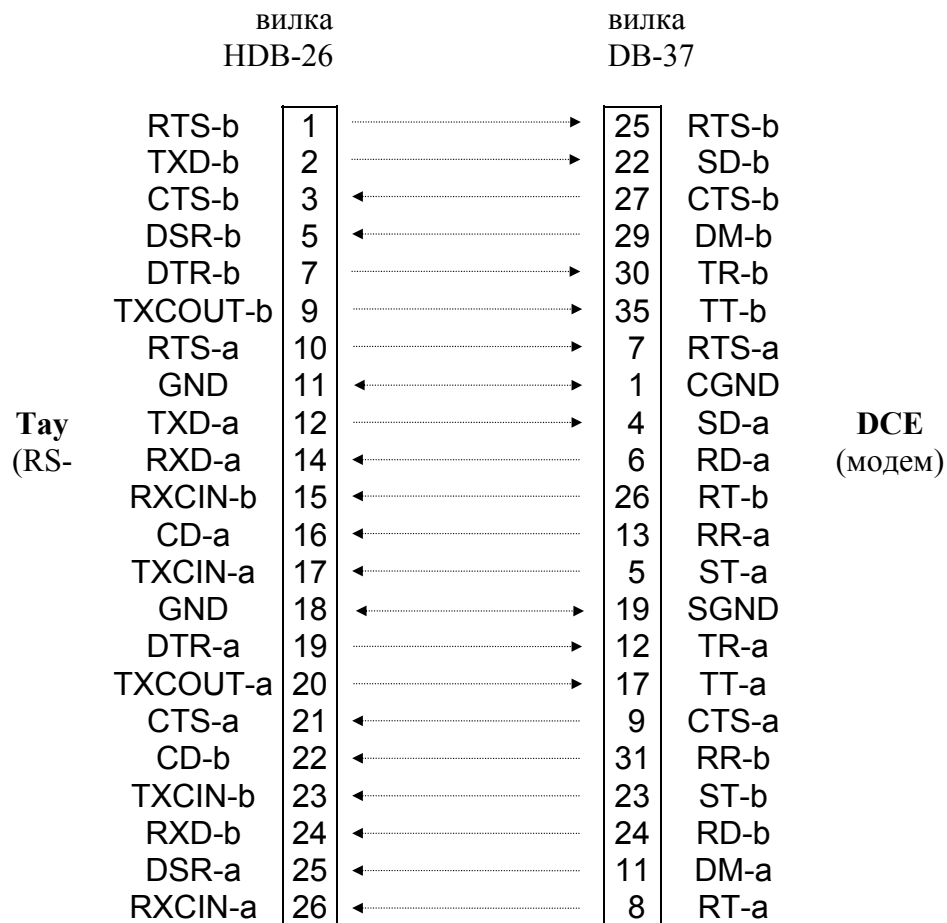 вилка вилка
HDB-26 DB-37
RTS-b 1 25 RTS-b
TXD-b 2 22 SD-b
CTS-b 3 27 CTS-b
DSR-b 5 29 DM-b
DTR-b 7 30 TR-b
TXCOUT-b 9 35 TT-b
RTS-a 10 7 RTS-a
GND 11 1 CGND
Тау TXD-a 12 4 SD-a DCE
(RS- RXD-a 14 6 RD-a (модем)
RXCIN-b 15 26 RT-b
CD-a 16 13 RR-a
TXCIN-a 17 5 ST-a
GND 18 19 SGND
DTR-a 19 12 TR-a
TXCOUT-a 20 17 TT-a
CTS-a 21 9 CTS-a
CD-b 22 31 RR-b
TXCIN-b 23 23 ST-b
RXD-b 24 24 RD-b
DSR-a 25 11 DM-a
RXCIN-a 26 8 RT-a